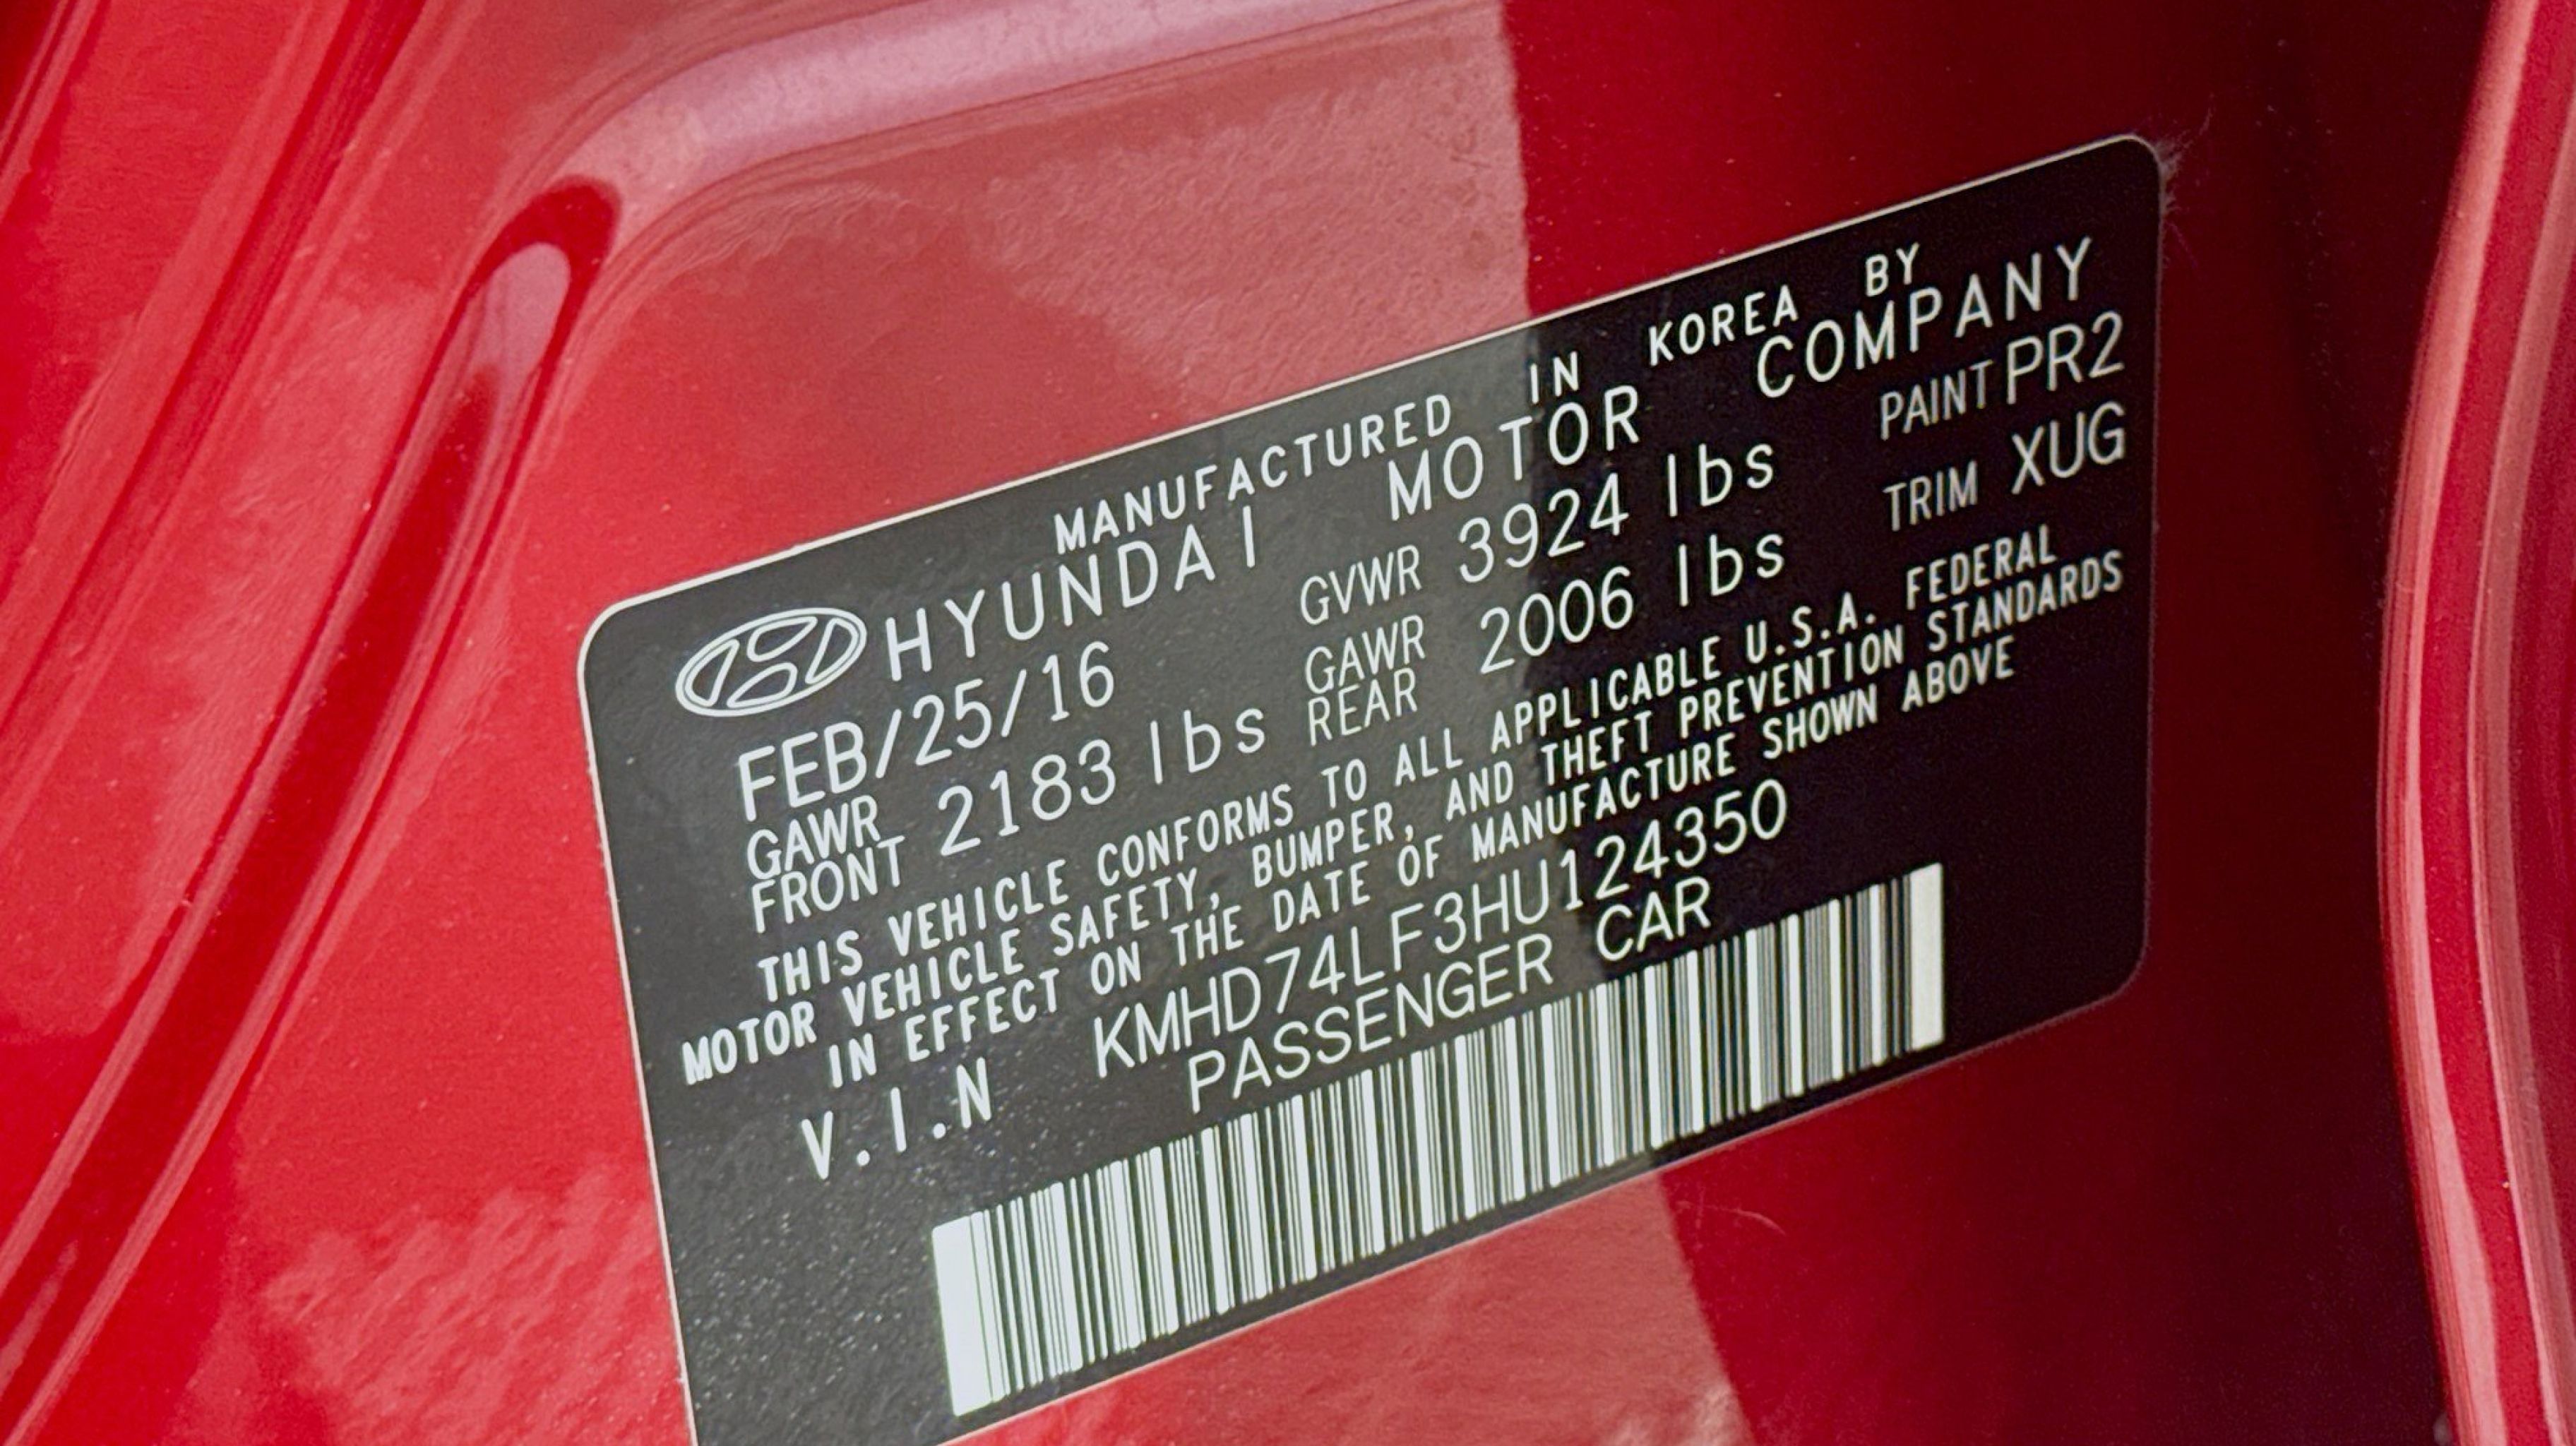 MANUFACTURED IN KOREA BY
HYUNDAI MOTOR COMPANY
FEB/25/16 GVWR 3924 lbs PAINT PR2
GAWR FRONT 2183 lbs GAWR REAR 2006 lbs TRIM XUG
THIS VEHICLE CONFORMS TO ALL APPLICABLE U.S.A. FEDERAL
MOTOR VEHICLE SAFETY, BUMPER, AND THEFT PREVENTION STANDARDS
IN EFFECT ON THE DATE OF MANUFACTURE SHOWN ABOVE
V.I.N KMHD74LF3HU124350
PASSENGER CAR